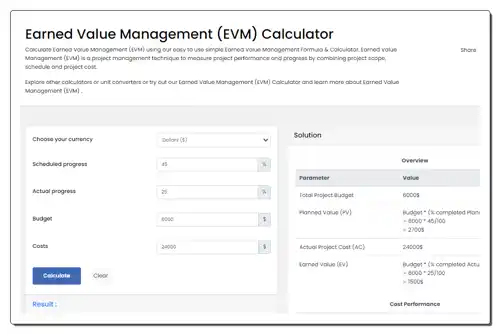 Earned Value Management (EVM) Calculator
Calculate Earned Value Management (EVM) using our easy to use simple Earned Value Management Formula & Calculator. Earned Value
Management (EVM) is a project management technique to measure project performance and progress by combining project scope,
schedule and project cost.
Share
Explore other calculators or unit converters or try out our Earned Value Management (EVM) Calculator and learn more about Earned Value
Management (EVM) .
Choose your currency
Dollars ($)
Scheduled progress
45
%
Actual progress
25
%
Budget
6000
$
Costs
24000
$
Calculate
Clear
Result :
Solution
Overview
Parameter
Value
Total Project Budget
6000$
Planned Value (PV)
Budget * (% completed Plan
= 6000 * 45/100
= 2700$
Actual Project Cost (AC)
24000$
Earned Value (EV)
Budget * (% completed Actu
= 6000 * 25/100
= 1500$
Cost Performance